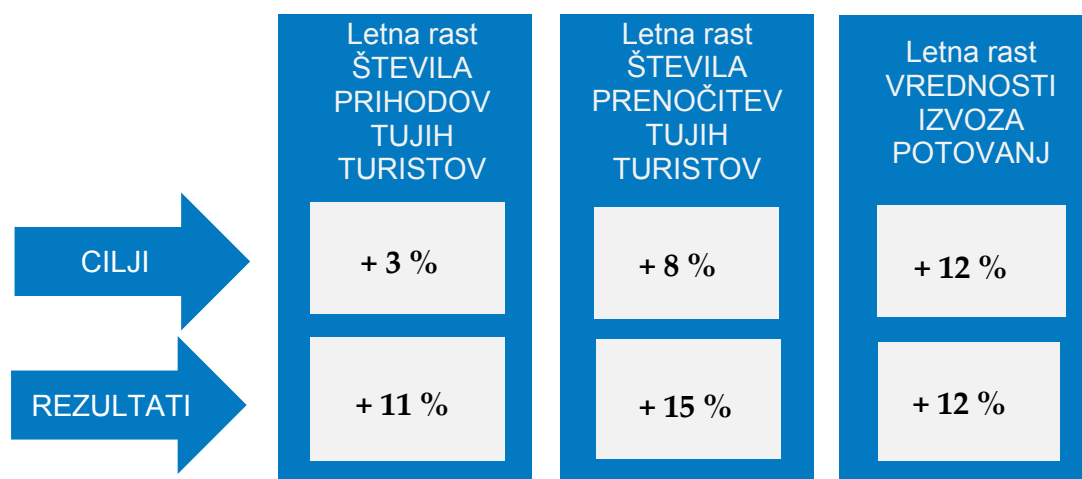 Letna rast
ŠTEVILA
PRIHODOV
TUJIH
TURISTOV
Letna rast
ŠTEVILA
PRENOČITEV
TUJIH
TURISTOV
Letna rast
VREDNOSTI
IZVOZA
POTOVANJ
CILJI
+ 3 %
+ 8 %
+ 12 %
REZULTATI
+ 11 %
+ 15 %
+ 12 %